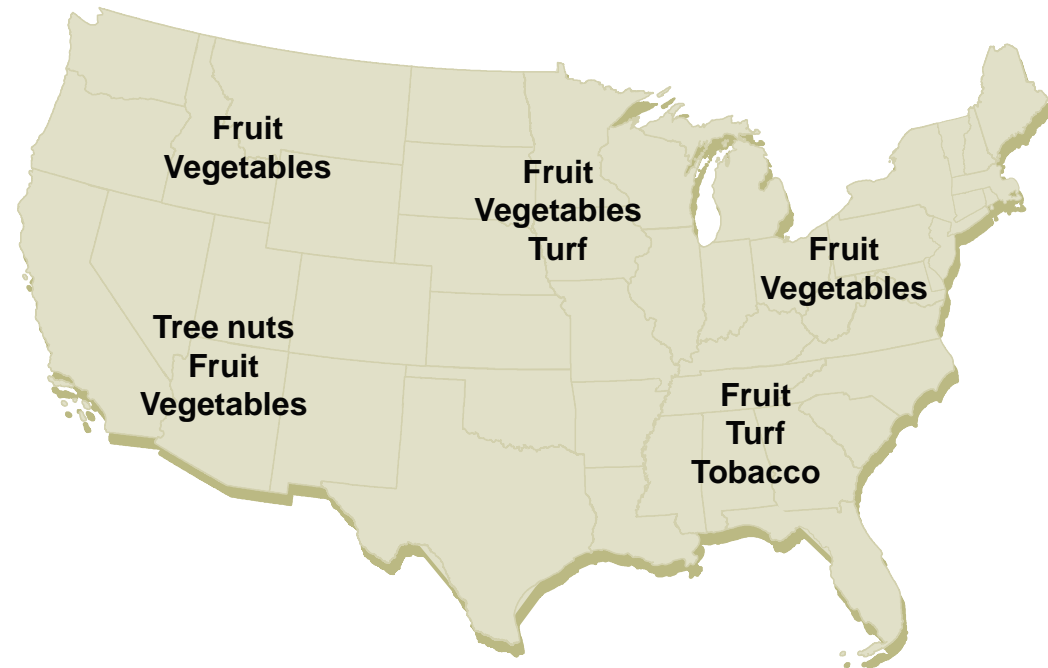 Fruit
Vegetables
Fruit
Vegetables
Turf
Fruit
Vegetables
Tree nuts
Fruit
Vegetables
Fruit
Turf
Tobacco